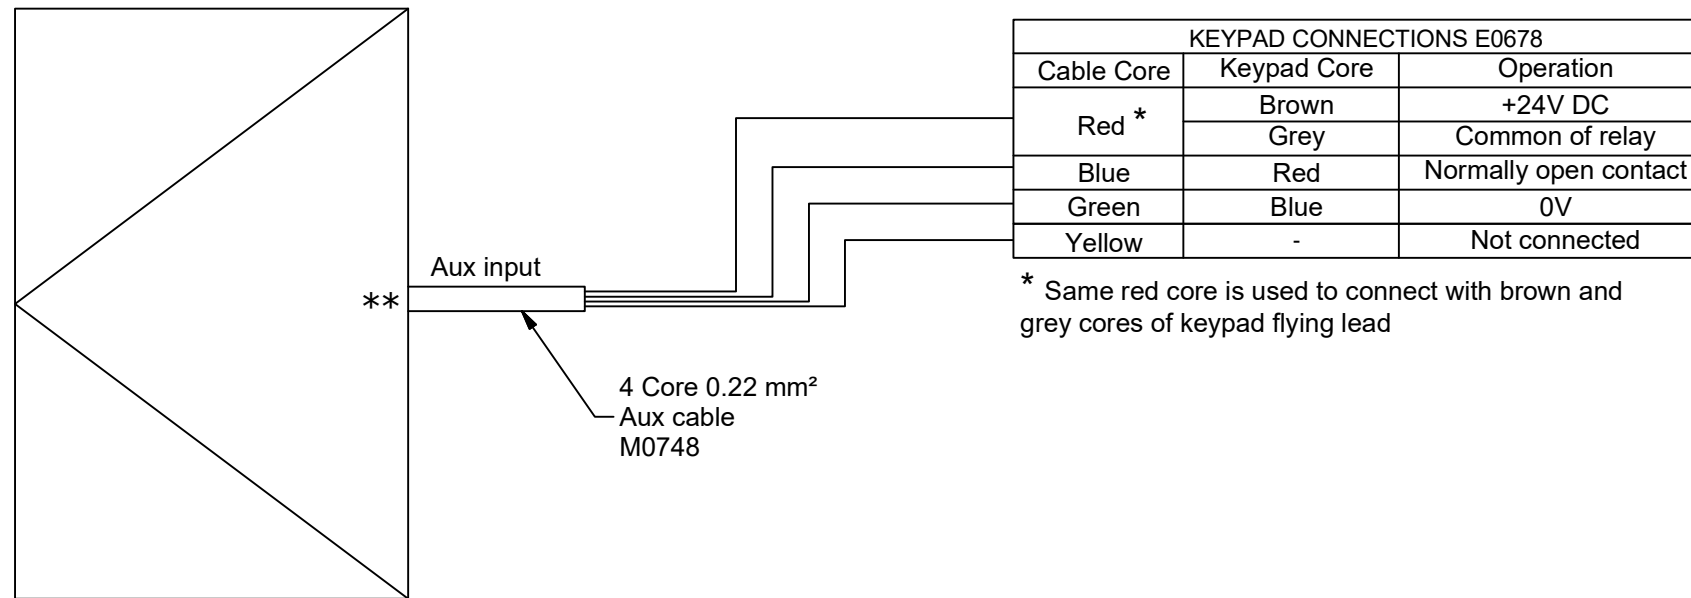 KEYPAD CONNECTIONS E0678
Cable Core Keypad Core Operation
Red * Brown +24V DC
Grey Common of relay
Blue Red Normally open contact
Green Blue 0V
Yellow - Not connected
* Same red core is used to connect with brown and
grey cores of keypad flying lead
Aux input
**
4 Core 0.22 mm²
Aux cable
M0748